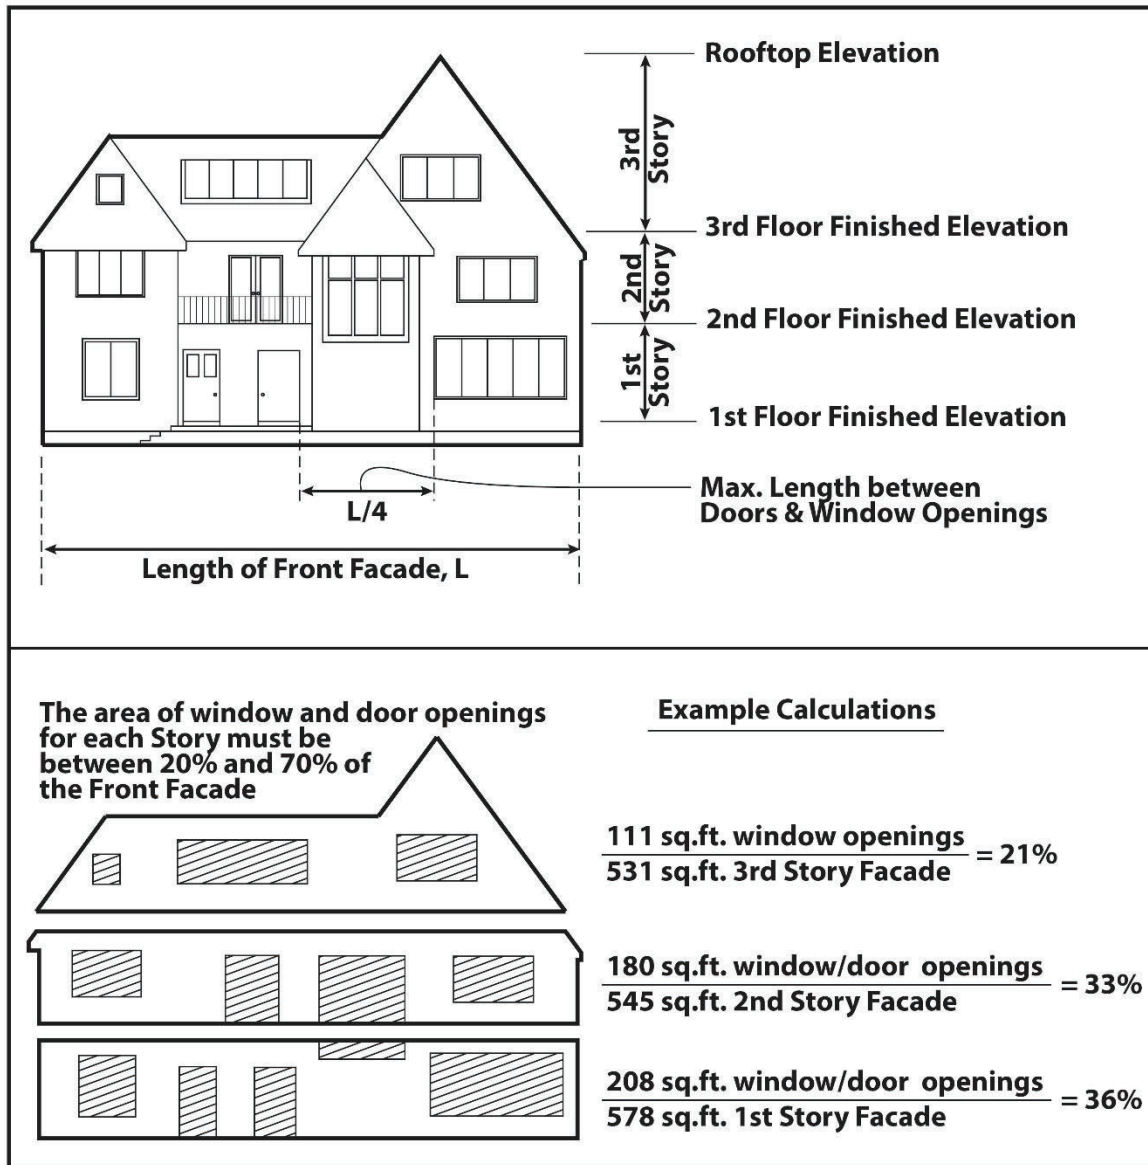 Rooftop Elevation
3rd
Story
3rd Floor Finished Elevation
2nd
Story
2nd Floor Finished Elevation
1st
Story
1st Floor Finished Elevation
Max. Length between
Doors & Window Openings
L/4
Length of Front Facade, L
The area of window and door openings
for each Story must be
between 20% and 70% of
the Front Facade
Example Calculations
111 sq.ft. window openings
531 sq.ft. 3rd Story Facade
= 21%
180 sq.ft. window/door openings
545 sq.ft. 2nd Story Facade
= 33%
208 sq.ft. window/door openings
578 sq.ft. 1st Story Facade
= 36%